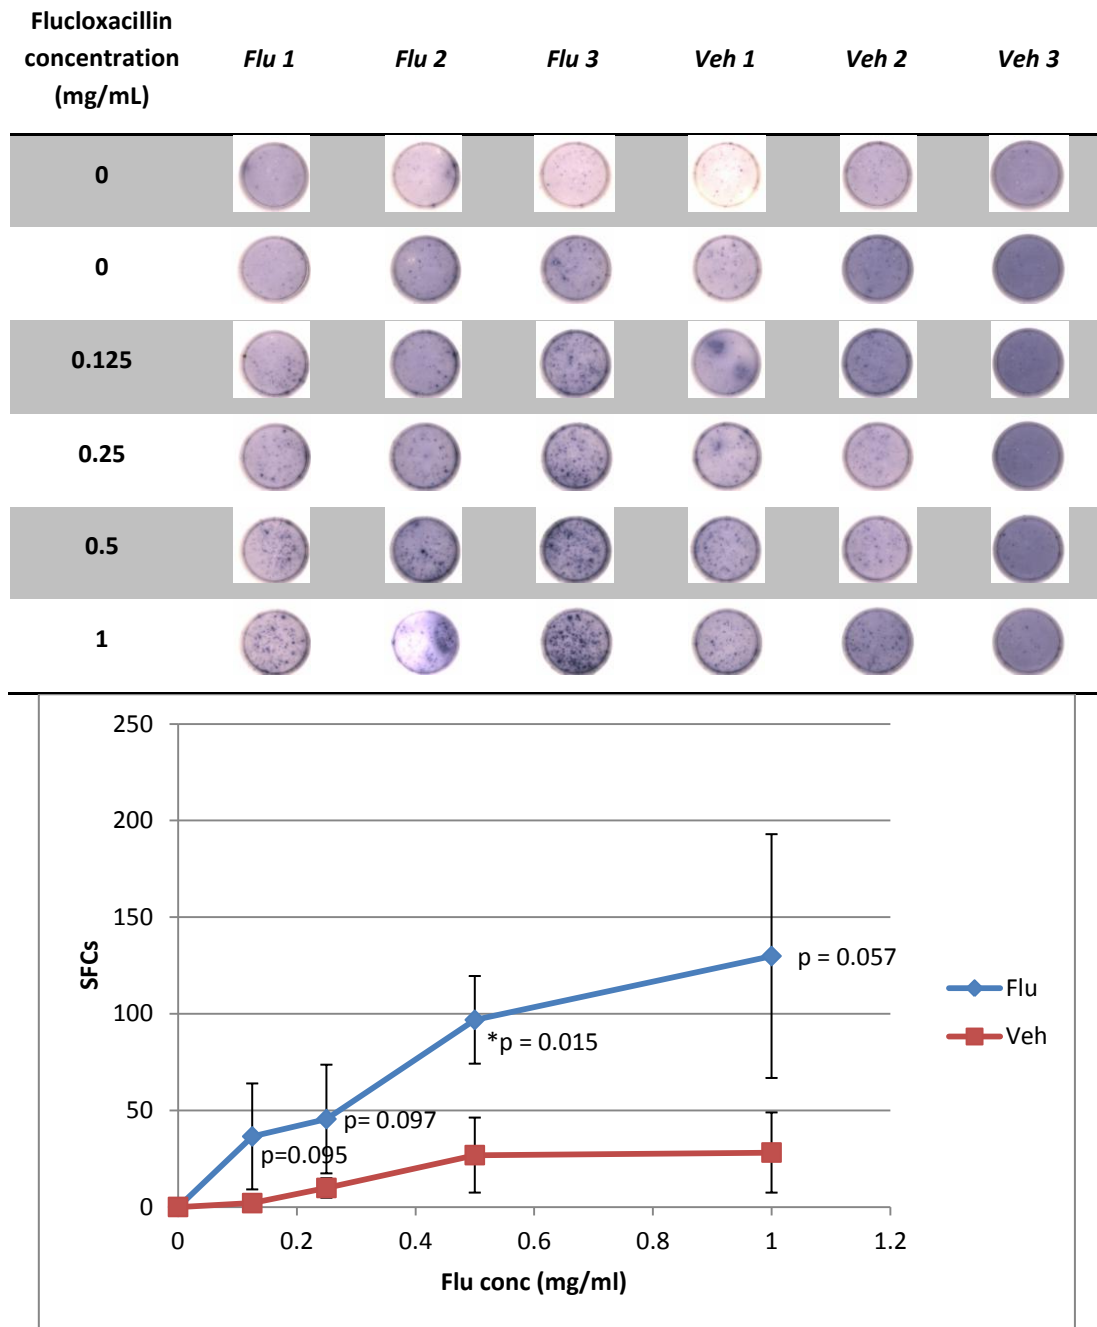 Flucloxacillin
concentration
(mg/mL)
Flu 1
Flu 2
Flu 3
Veh 1
Veh 2
Veh 3
0
0
0.125
0.25
0.5
1
250
200
150
100
50
0
SFCs
p=0.095
p= 0.097
*p = 0.015
p = 0.057
Flu
Veh
0
0.2
0.4
0.6
0.8
1
1.2
Flu conc (mg/ml)